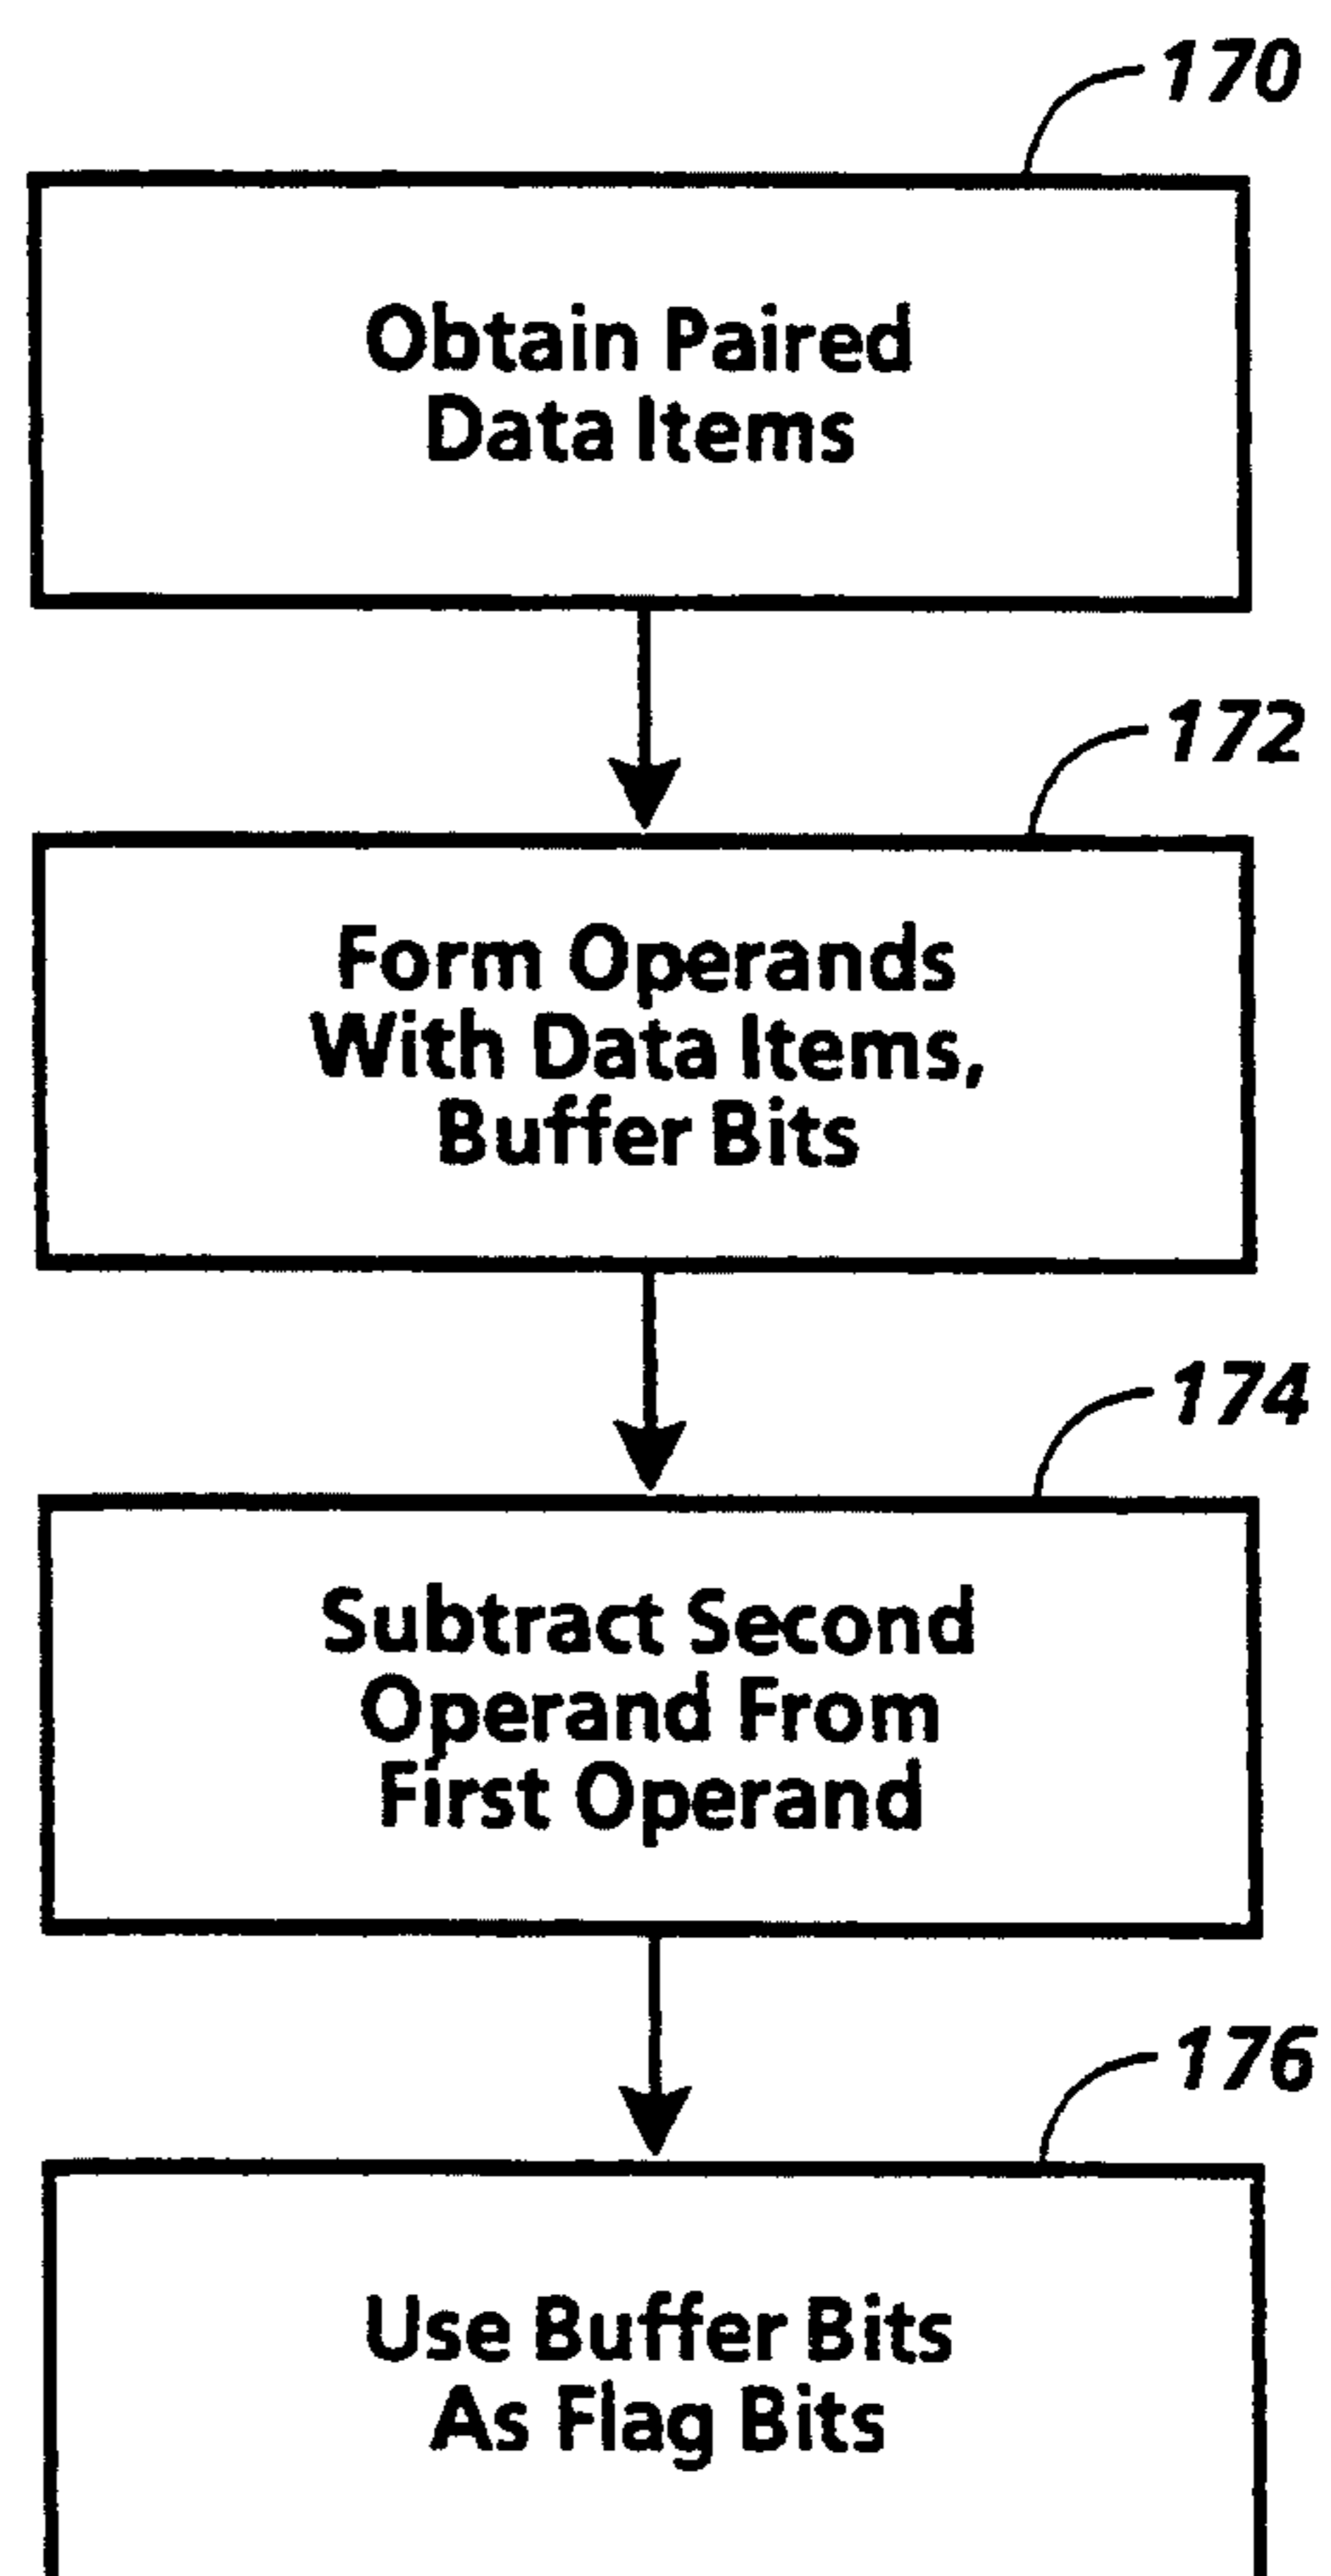 170
Obtain Paired
Data Items
172
Form Operands
With Data Items,
Buffer Bits
174
Subtract Second
Operand From
First Operand
176
Use Buffer Bits
As Flag Bits